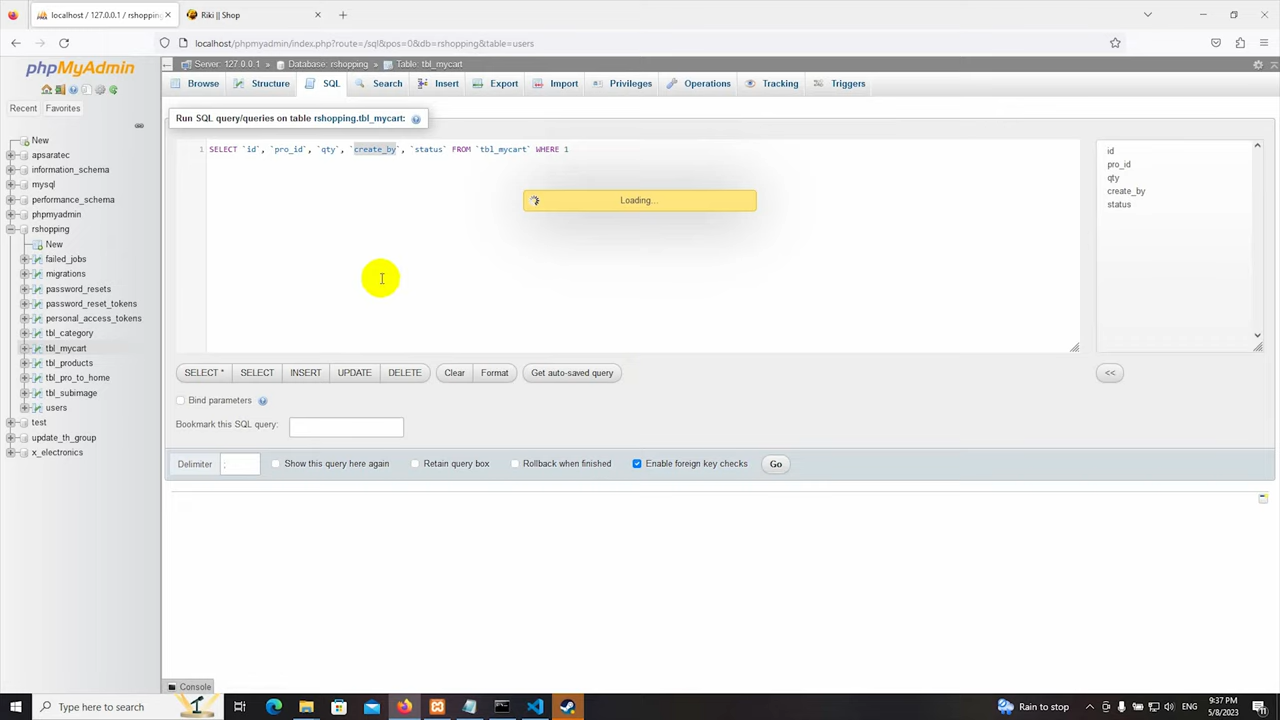 localhost / 127.0.0.1 / rshopping
Riki || Shop
localhost/phpmyadmin/index.php?route=/sql&pos=0&db=rshopping&table=users
phpMyAdmin
Recent
Favorites
New
apsaratec
information_schema
mysql
performance_schema
phpmyadmin
rshopping
New
failed_jobs
migrations
password_resets
password_reset_tokens
personal_access_tokens
tbl_category
tbl_mycart
tbl_products
tbl_pro_to_home
tbl_subimage
users
test
update_th_group
x_electronics
Server: 127.0.0.1 » Database: rshopping » Table: tbl_mycart
Browse
Structure
SQL
Search
Insert
Export
Import
Privileges
Operations
Tracking
Triggers
Run SQL query/queries on table rshopping.tbl_mycart:
1 SELECT `id`, `pro_id`, `qty`, `create_by`, `status` FROM `tbl_mycart` WHERE 1
Loading...
id
pro_id
qty
create_by
status
SELECT *
SELECT
INSERT
UPDATE
DELETE
Clear
Format
Get auto-saved query
<<
Bind parameters
Bookmark this SQL query:
Delimiter ;
Show this query here again
Retain query box
Rollback when finished
Enable foreign key checks
Go
Console
Type here to search
Rain to stop
ENG
9:37 PM
5/8/2023